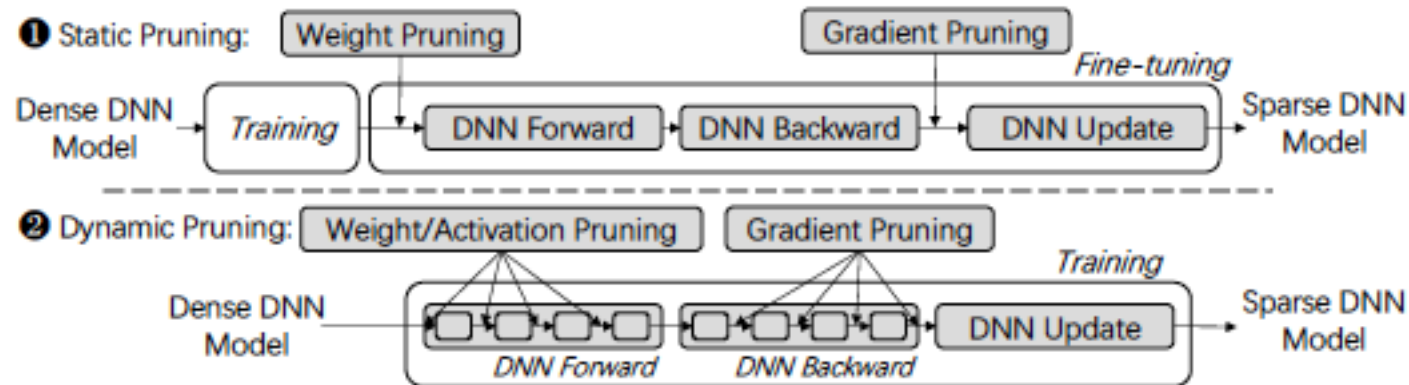 ❶ Static Pruning: Weight Pruning Gradient Pruning
Fine-tuning
Dense DNN Model
Training
DNN Forward DNN Backward DNN Update
Sparse DNN Model
❷ Dynamic Pruning: Weight/Activation Pruning Gradient Pruning
Training
Dense DNN Model
DNN Update
Sparse DNN Model
DNN Forward DNN Backward